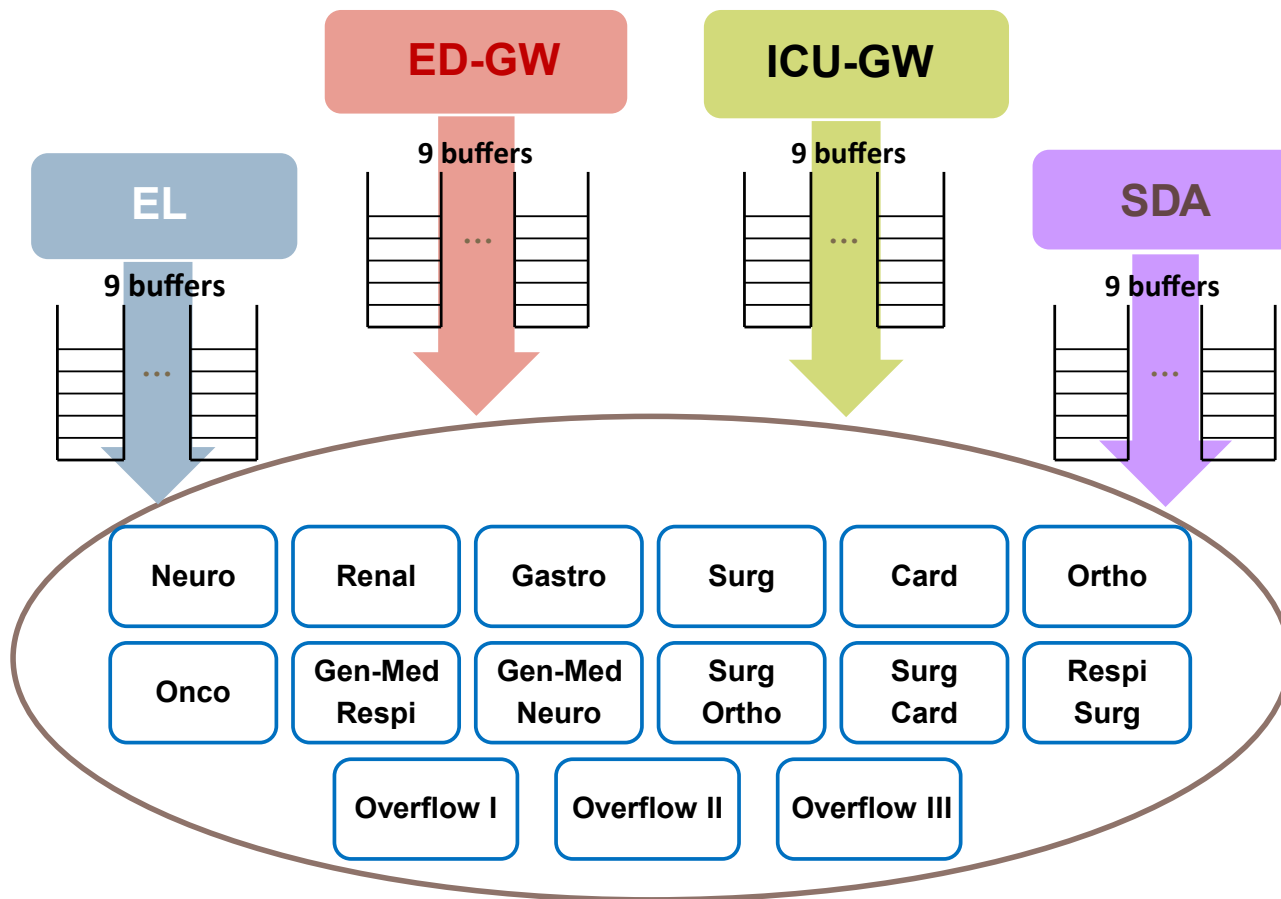 ED-GW
ICU-GW
9 buffers
9 buffers
EL
SDA
...
...
9 buffers
9 buffers
...
...
Neuro
Renal
Gastro
Surg
Card
Ortho
Onco
Gen-Med
Respi
Gen-Med
Neuro
Surg
Ortho
Surg
Card
Respi
Surg
Overflow I
Overflow II
Overflow III